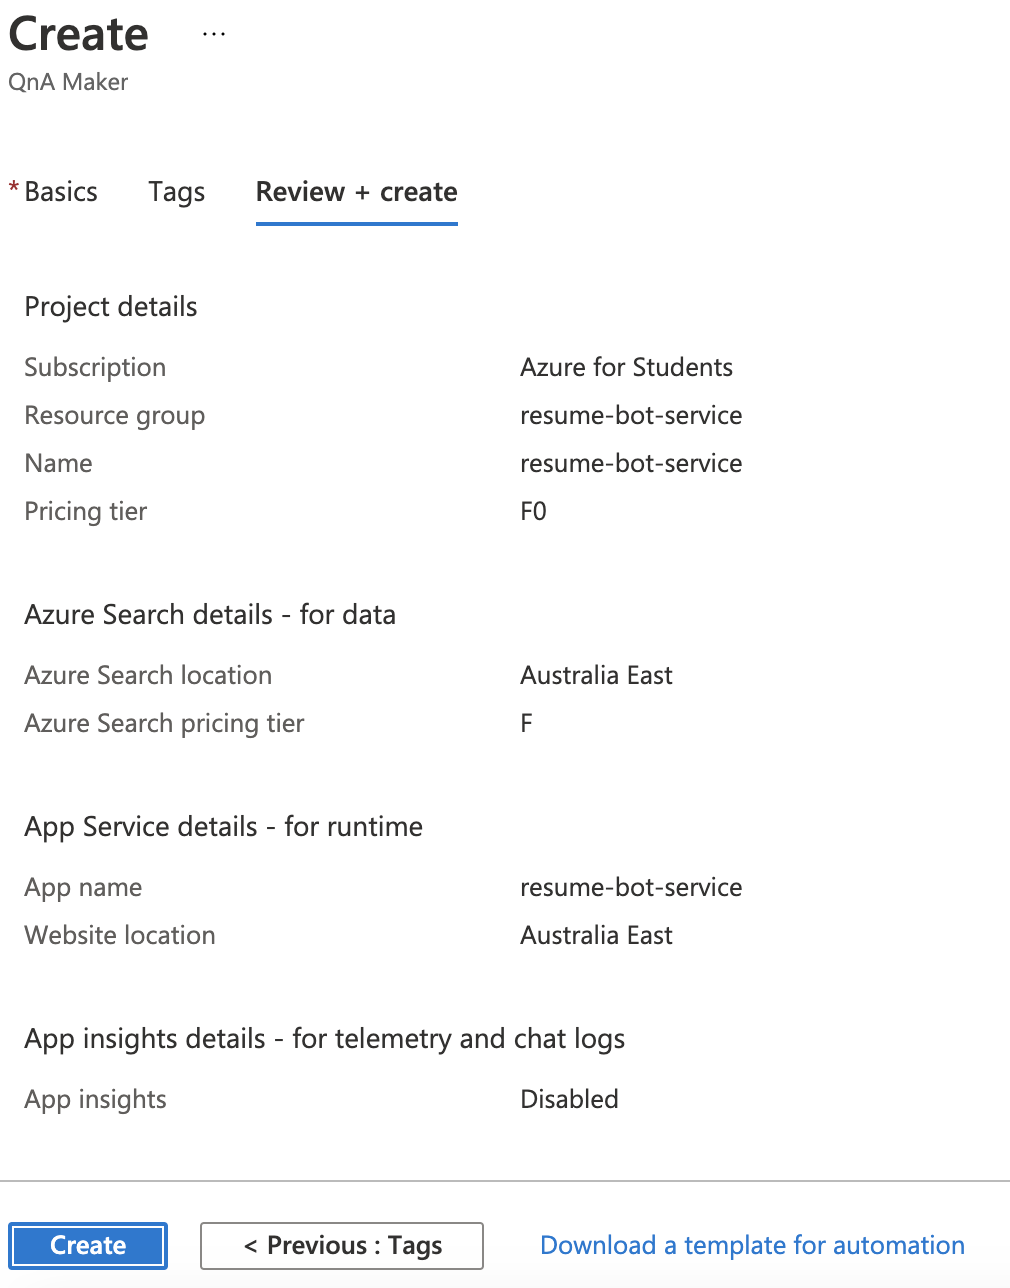 Create ...
QnA Maker
* Basics Tags Review + create
Project details
Subscription Azure for Students
Resource group resume-bot-service
Name resume-bot-service
Pricing tier F0
Azure Search details - for data
Azure Search location Australia East
Azure Search pricing tier F
App Service details - for runtime
App name resume-bot-service
Website location Australia East
App insights details - for telemetry and chat logs
App insights Disabled
Create < Previous : Tags Download a template for automation